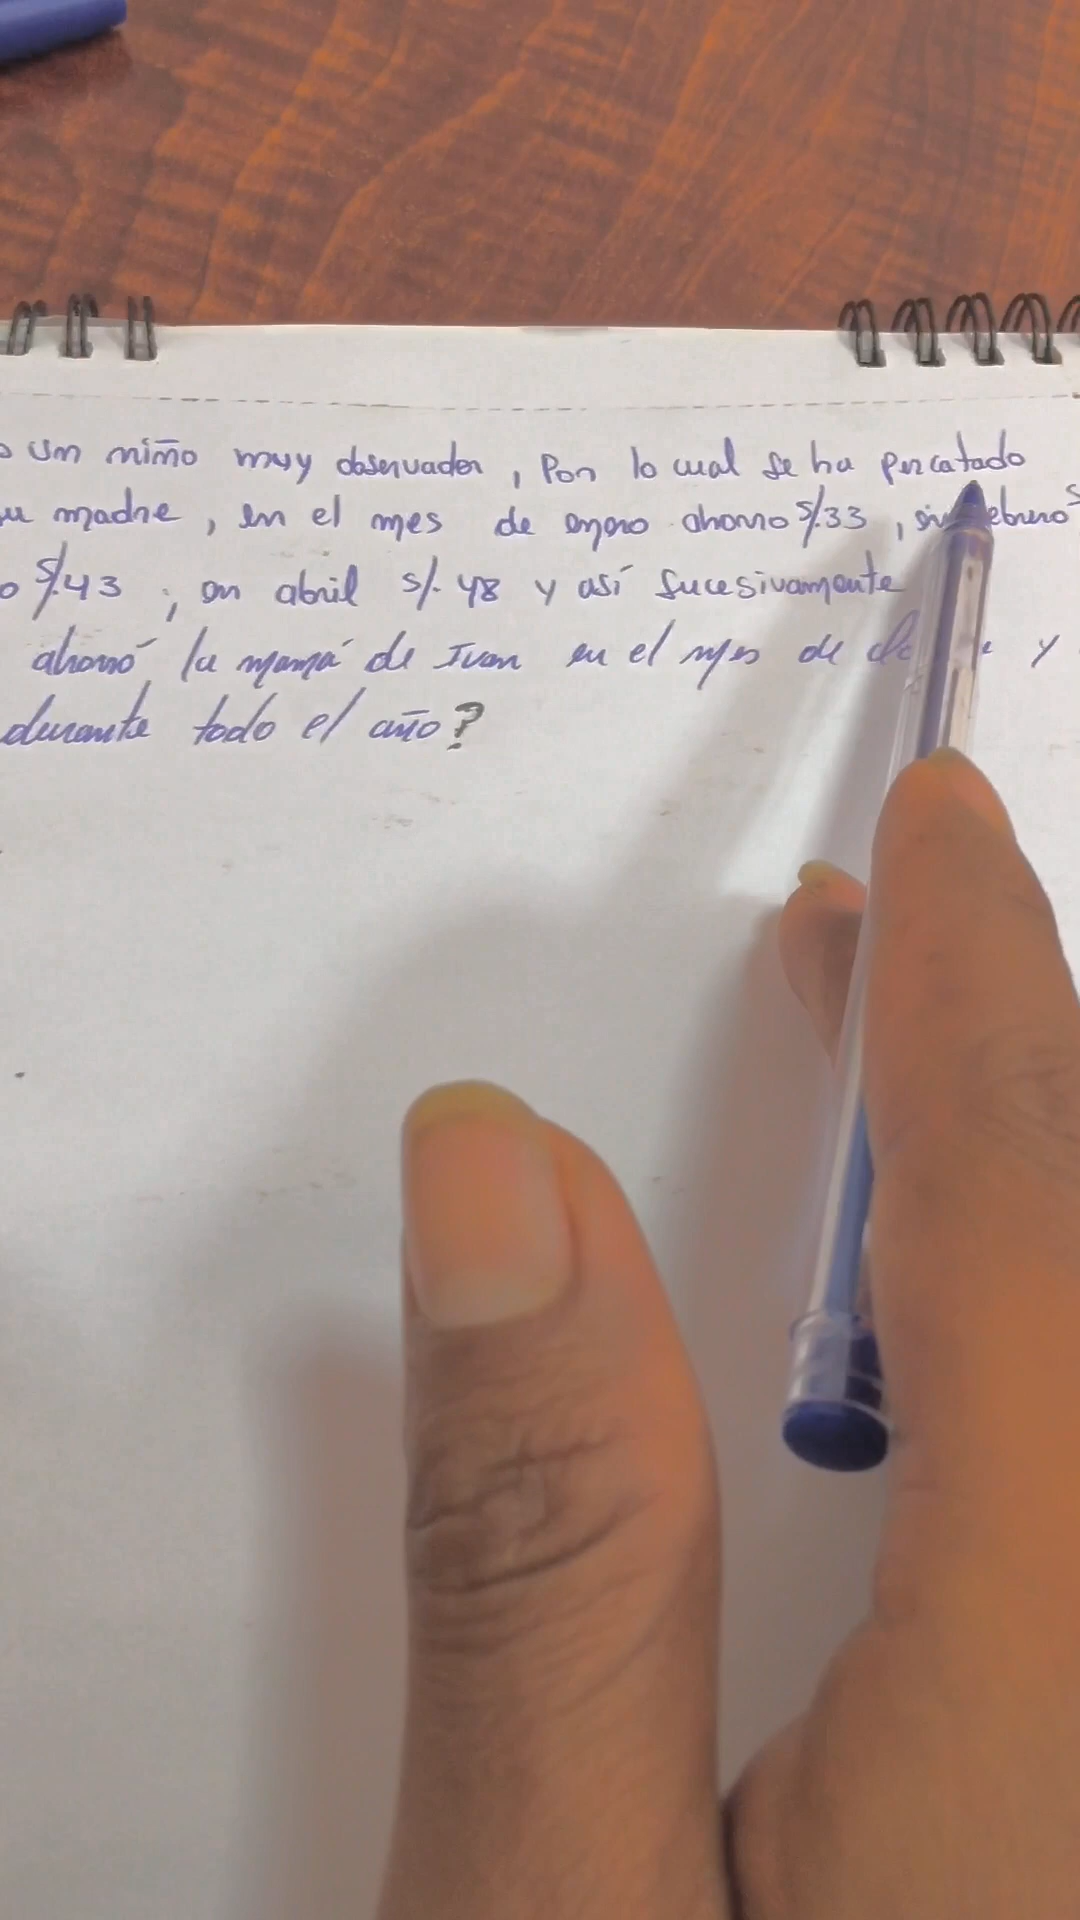 un niño muy observador, Por lo cual se ha percatado
madre, en el mes de enero ahorro S/.33,
S/.43, en abril S/. 48 y así sucesivamente
ahorró la mamá de Ivan en el mes de y
durante todo el año?